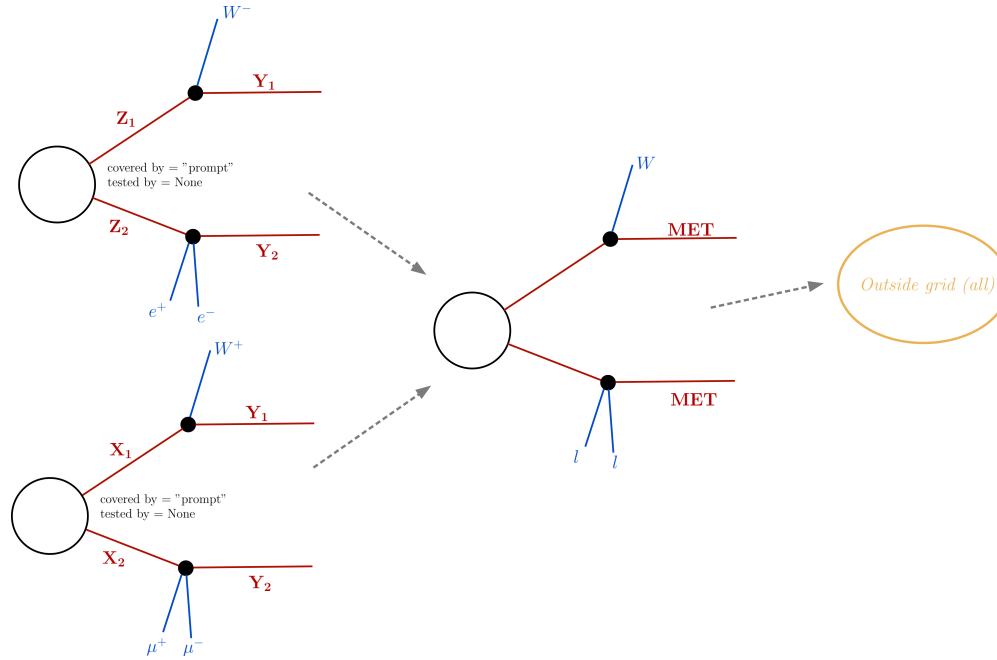 W⁻
Y₁
Z₁
covered by = "prompt"
tested by = None
Z₂
Y₂
e⁺
e⁻
W⁺
Y₁
X₁
covered by = "prompt"
tested by = None
X₂
Y₂
μ⁺
μ⁻
W
MET
MET
l
l
Outside grid (all)